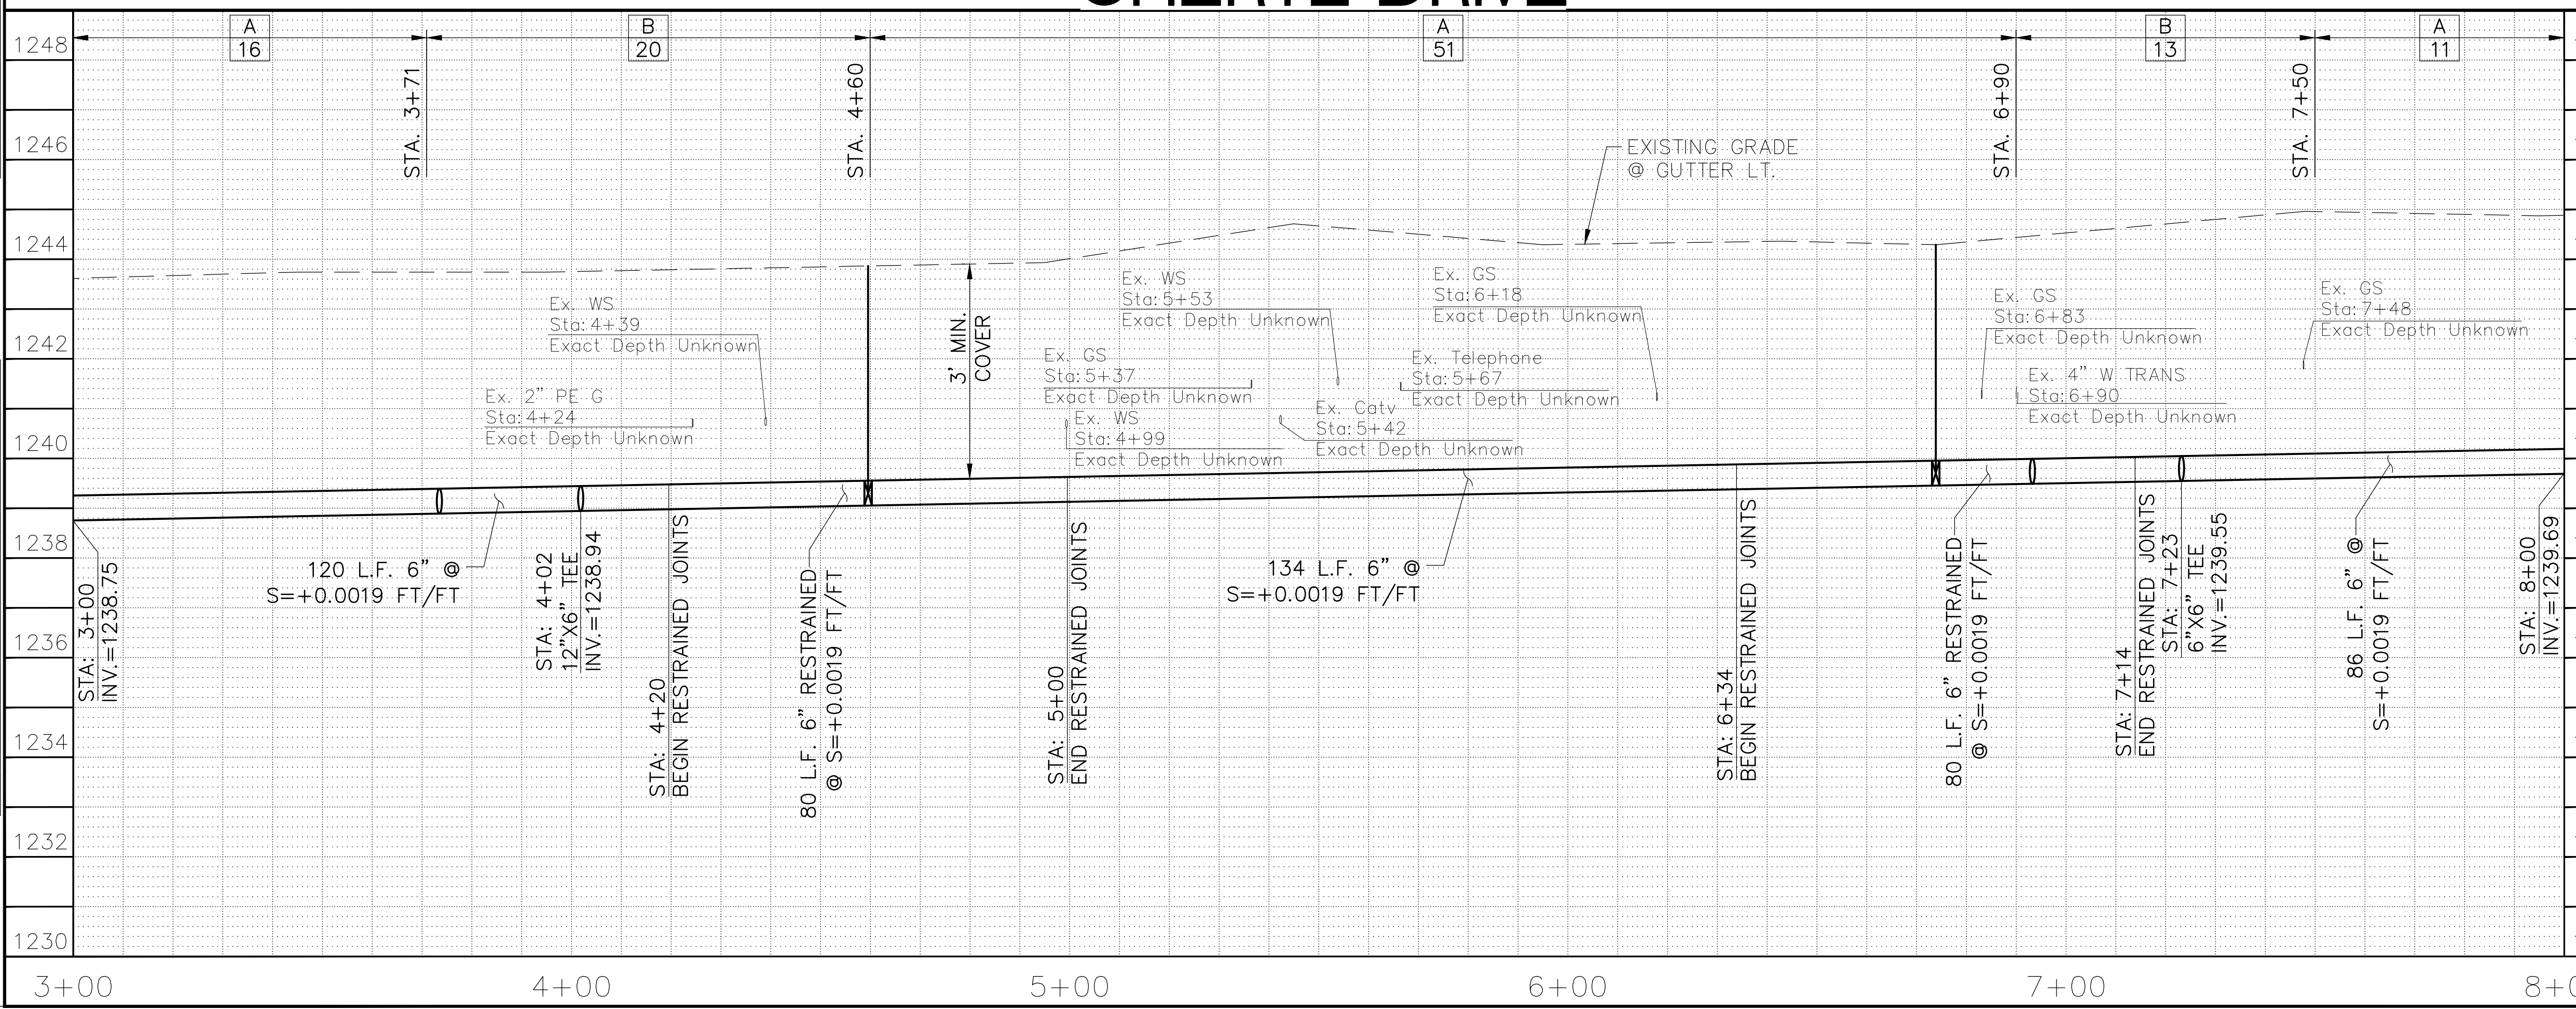 A
16
B
20
A
51
B
13
A
11
1248
1246
1244
1242
1240
1238
1236
1234
1232
1230
STA. 3+71
STA. 4+60
STA. 6+90
STA. 7+50
EXISTING GRADE
@ GUTTER LT.
Ex. WS
Sta: 4+39
Exact Depth Unknown
Ex. 2" PE G
Sta: 4+24
Exact Depth Unknown
3' MIN.
COVER
Ex. WS
Sta: 5+53
Exact Depth Unknown
Ex. GS
Sta: 5+37
Exact Depth Unknown
Ex. WS
Sta: 4+99
Exact Depth Unknown
Ex. GS
Sta: 6+18
Exact Depth Unknown
Ex. Telephone
Sta: 5+67
Exact Depth Unknown
Ex. Catv
Sta: 5+42
Exact Depth Unknown
Ex. GS
Sta: 6+83
Exact Depth Unknown
Ex. 4" W TRANS
Sta: 6+90
Exact Depth Unknown
Ex. GS
Sta: 7+48
Exact Depth Unknown
STA: 3+00
INV.=1238.75
120 L.F. 6" @
S=+0.0019 FT/FT
STA: 4+02
12"X6" TEE
INV.=1238.94
STA: 4+20
BEGIN RESTRAINED JOINTS
80 L.F. 6" RESTRAINED
@ S=+0.0019 FT/FT
STA: 5+00
END RESTRAINED JOINTS
134 L.F. 6" @
S=+0.0019 FT/FT
STA: 6+34
BEGIN RESTRAINED JOINTS
80 L.F. 6" RESTRAINED
@ S=+0.0019 FT/FT
STA: 7+14
END RESTRAINED JOINTS
STA: 7+23
6"X6" TEE
INV.=1239.55
86 L.F. 6" @
S=+0.0019 FT/FT
STA: 8+00
INV.=1239.69
3+00
4+00
5+00
6+00
7+00